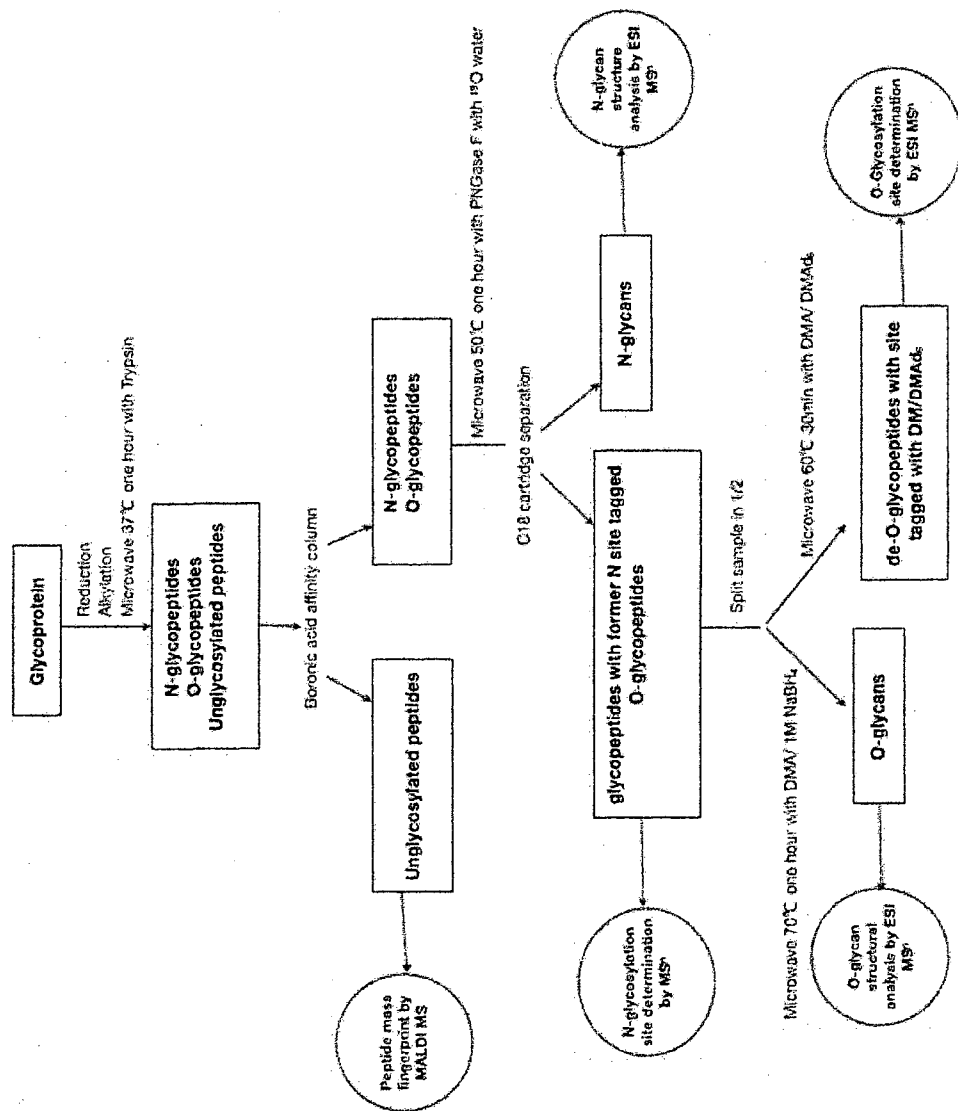 Glycoprotein
Reduction
Alkylation
Microwave 37℃ one hour with Trypsin
N-glycopeptides
O-glycopeptides
Unglycosylated peptides
Boronic acid affinity column
Unglycosylated peptides
Peptide mass
fingerprint by
MALDI MS
N-glycopeptides
O-glycopeptides
Microwave 50℃ one hour with PNGase F with ¹⁸O water
C18 cartridge separation
N-glycans
N-glycan
structure
analysis by ESI
MSⁿ
glycopeptides with former N site tagged
O-glycopeptides
N-glycosylation
site determination
by MSⁿ
Split sample in 1/2
Microwave 70℃ one hour with DMA/ 1M NaBH₄
O-glycans
O-glycan
structural
analysis by ESI
MSⁿ
Microwave 60℃ 30min with DMA/ DMAd₆
de-O-glycopeptides with site
tagged with DM/DMAd₆
O-Glycosylation
site determination
by ESI MSⁿ